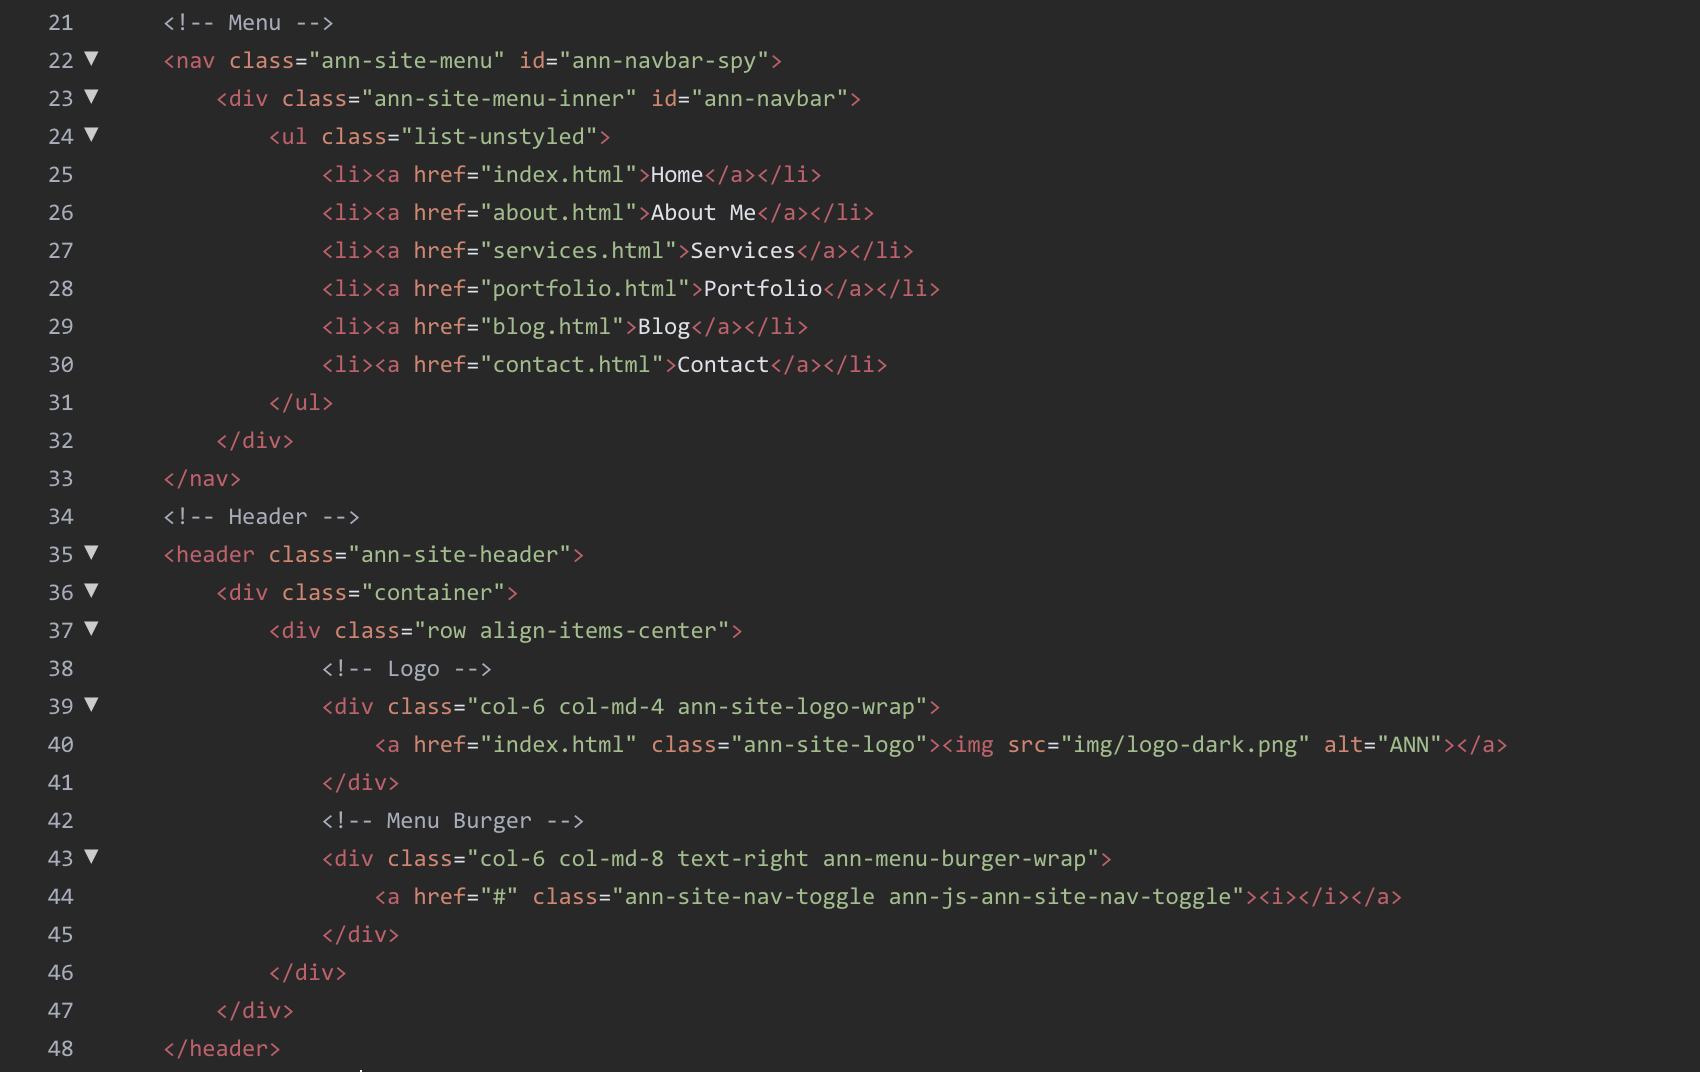 21 <!-- Menu -->
22 ▼ <nav class="ann-site-menu" id="ann-navbar-spy">
23 ▼ <div class="ann-site-menu-inner" id="ann-navbar">
24 ▼ <ul class="list-unstyled">
25 <li><a href="index.html">Home</a></li>
26 <li><a href="about.html">About Me</a></li>
27 <li><a href="services.html">Services</a></li>
28 <li><a href="portfolio.html">Portfolio</a></li>
29 <li><a href="blog.html">Blog</a></li>
30 <li><a href="contact.html">Contact</a></li>
31 </ul>
32 </div>
33 </nav>
34 <!-- Header -->
35 ▼ <header class="ann-site-header">
36 ▼ <div class="container">
37 ▼ <div class="row align-items-center">
38 <!-- Logo -->
39 ▼ <div class="col-6 col-md-4 ann-site-logo-wrap">
40 <a href="index.html" class="ann-site-logo"><img src="img/logo-dark.png" alt="ANN"></a>
41 </div>
42 <!-- Menu Burger -->
43 ▼ <div class="col-6 col-md-8 text-right ann-menu-burger-wrap">
44 <a href="#" class="ann-site-nav-toggle ann-js-ann-site-nav-toggle"><i></i></a>
45 </div>
46 </div>
47 </div>
48 </header>